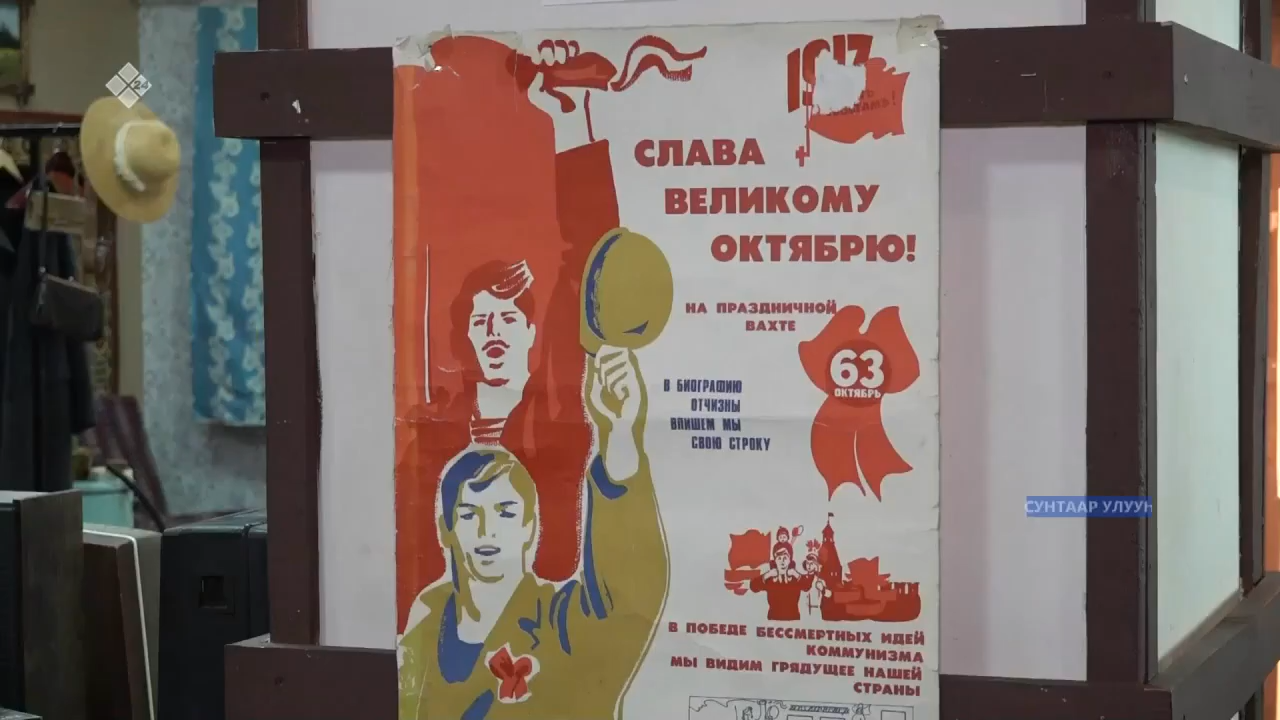 24
1917
СЛАВА
ВЕЛИКОМУ
ОКТЯБРЮ!
НА ПРАЗДНИЧНОЙ
ВАХТЕ
63
ОКТЯБРЬ
В БИОГРАФИЮ
ОТЧИЗНЫ
ВПИШЕМ МЫ
СВОЮ СТРОКУ
СУНТААР УЛУУН
В ПОБЕДЕ БЕССМЕРТНЫХ ИДЕЙ
КОММУНИЗМА
МЫ ВИДИМ ГРЯДУЩЕЕ НАШЕЙ
СТРАНЫ